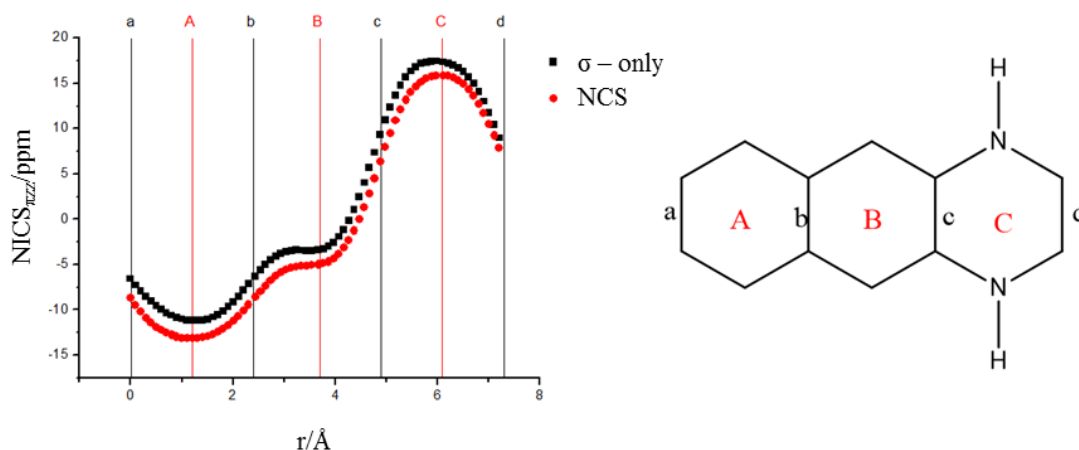 a A b B c C d
20
15
10
5
0
-5
-10
-15
0 2 4 6 8
NICSπZZ/ppm
r/Å
σ – only
NCS
H
N
a A b B c C d
N
H